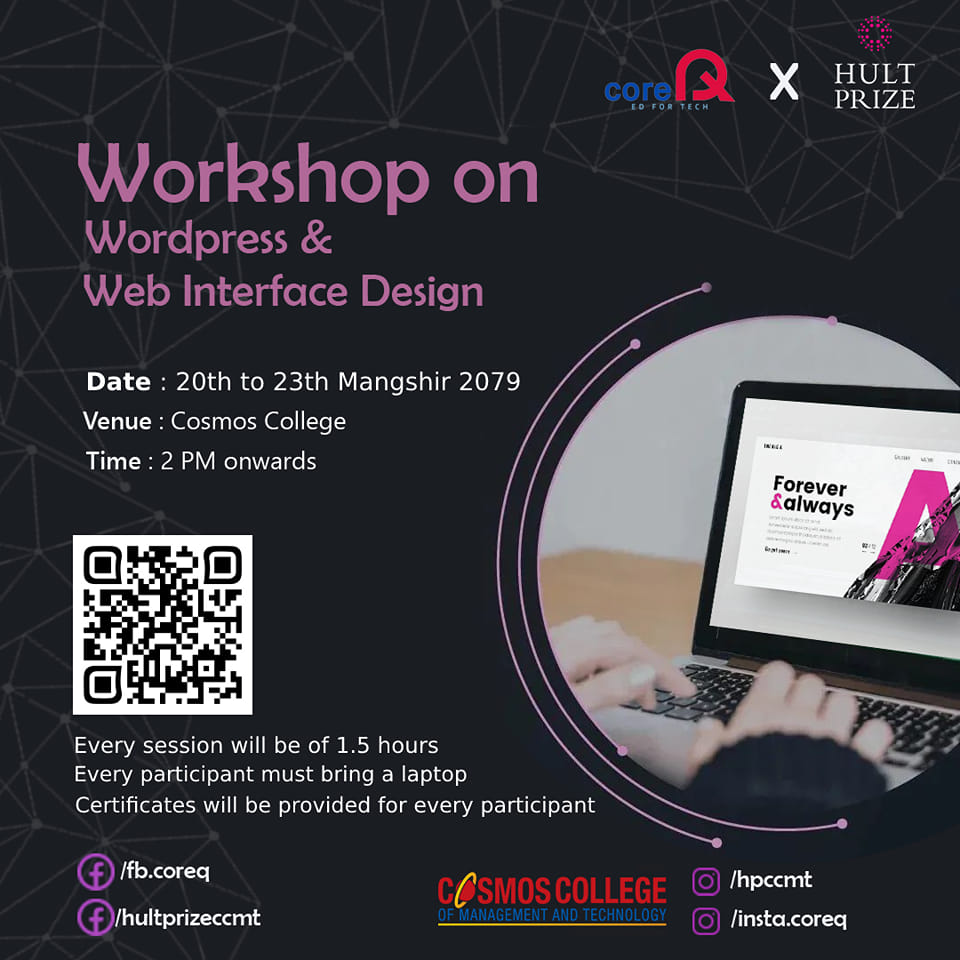 coreQ
ED FOR TECH
X
HULT
PRIZE
Workshop on
Wordpress &
Web Interface Design
Date : 20th to 23th Mangshir 2079
Venue : Cosmos College
Time : 2 PM onwards
Forever
&always
Every session will be of 1.5 hours
Every participant must bring a laptop
Certificates will be provided for every participant
/fb.coreq
/hultprizeccmt
COSMOS COLLEGE
OF MANAGEMENT AND TECHNOLOGY
/hpccmt
/insta.coreq